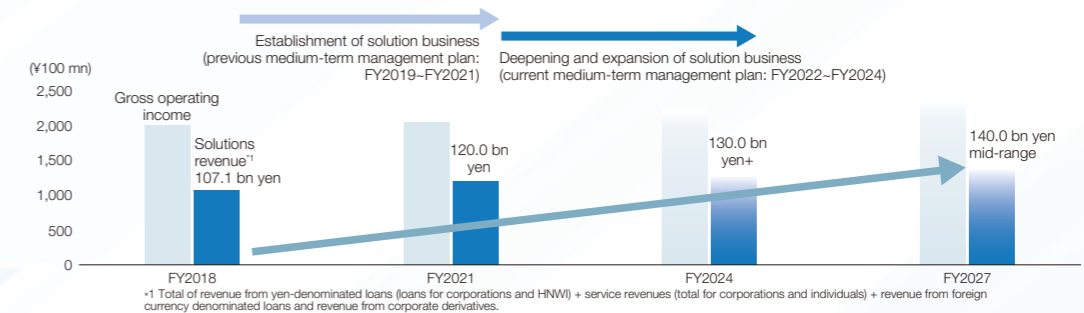 Establishment of solution business
(previous medium-term management plan:
FY2019~FY2021)
Deepening and expansion of solution business
(current medium-term management plan: FY2022~FY2024)
(¥100 mn)
2,500
2,000
1,500
1,000
500
0
Gross operating
income
Solutions
revenue*1
107.1 bn yen
120.0 bn
yen
130.0 bn
yen+
140.0 bn yen
mid-range
FY2018
FY2021
FY2024
FY2027
*1 Total of revenue from yen-denominated loans (loans for corporations and HNWI) + service revenues (total for corporations and individuals) + revenue from foreign
currency denominated loans and revenue from corporate derivatives.